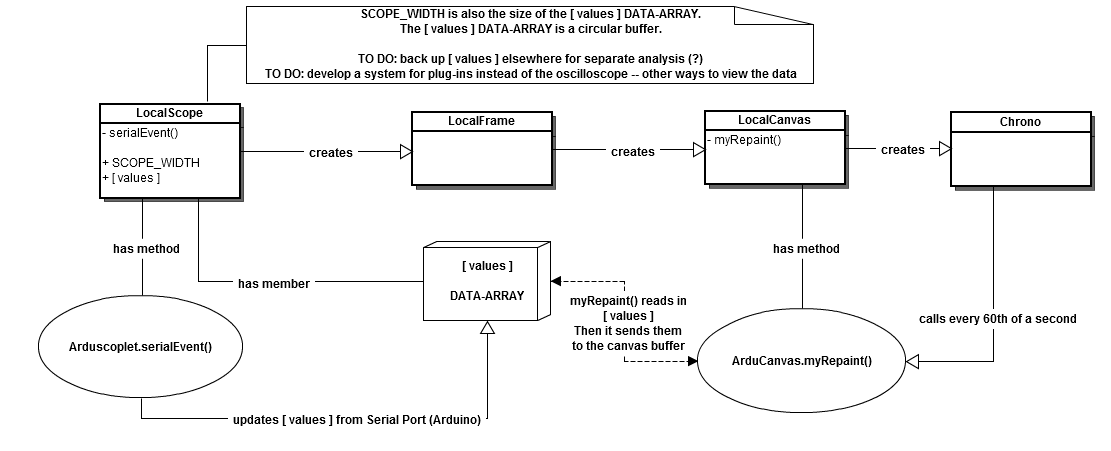 SCOPE_WIDTH is also the size of the [ values ] DATA-ARRAY.
The [ values ] DATA-ARRAY is a circular buffer.
TO DO: back up [ values ] elsewhere for separate analysis (?)
TO DO: develop a system for plug-ins instead of the oscilloscope -- other ways to view the data
LocalScope
- serialEvent()
+ SCOPE_WIDTH
+ [ values ]
creates
LocalFrame
creates
LocalCanvas
- myRepaint()
creates
Chrono
has method
has member
[ values ]
DATA-ARRAY
myRepaint() reads in
[ values ]
Then it sends them
to the canvas buffer
has method
calls every 60th of a second
Arduscoplet.serialEvent()
ArduCanvas.myRepaint()
updates [ values ] from Serial Port (Arduino)